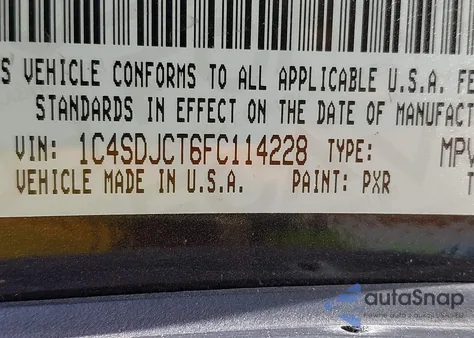 S VEHICLE CONFORMS TO ALL APPLICABLE U.S.A. FE
STANDARDS IN EFFECT ON THE DATE OF MANUFACT
VIN: 1C4SDJCT6FC114228 TYPE: MPV
VEHICLE MADE IN U.S.A. PAINT: PXR T
autoSnap